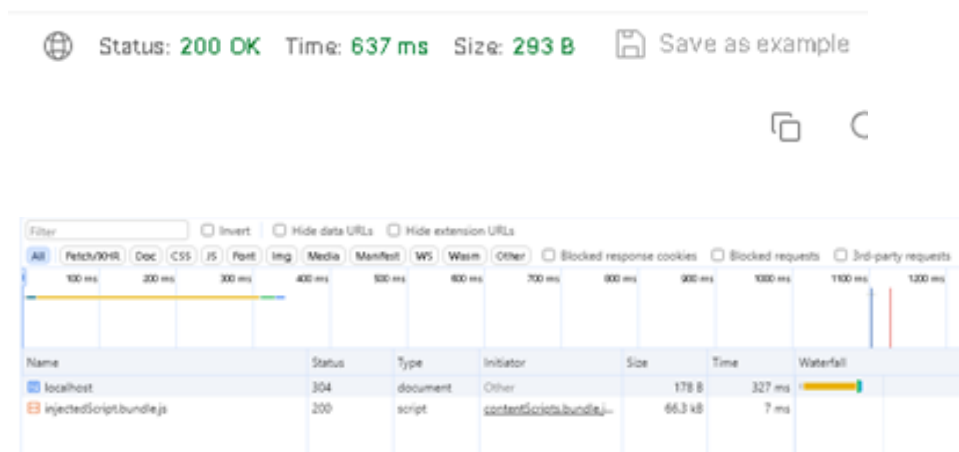 Status: 200 OK Time: 637 ms Size: 293 B Save as example
Filter Invert Hide data URLs Hide extension URLs
All Fetch/XHR Doc CSS JS Font Img Media Manifest WS Wasm Other Blocked response cookies Blocked requests 3rd-party requests
100 ms 200 ms 300 ms 400 ms 500 ms 600 ms 700 ms 800 ms 900 ms 1000 ms 1100 ms 1200 ms
Name Status Type Initiator Size Time Waterfall
localhost 304 document Other 178 B 327 ms
injectedScript.bundle.js 200 script contentScripts.bundle.j... 66.3 kB 7 ms